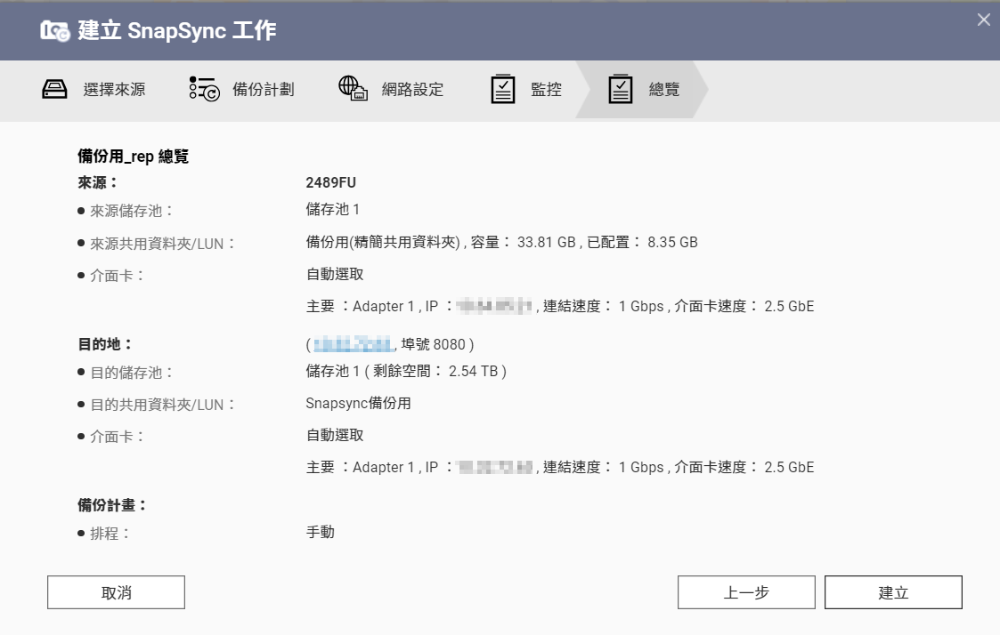 建立 SnapSync 工作
選擇來源 備份計劃 網路設定 監控 總覽
備份用_rep 總覽
來源： 2489FU
來源儲存池： 儲存池 1
來源共用資料夾/LUN： 備份用(精簡共用資料夾) , 容量： 33.81 GB , 已配置： 8.35 GB
介面卡： 自動選取
主要 ：Adapter 1 , IP ： , 連結速度： 1 Gbps , 介面卡速度： 2.5 GbE
目的地： ( , 埠號 8080 )
目的儲存池： 儲存池 1 ( 剩餘空間： 2.54 TB )
目的共用資料夾/LUN： Snapsync備份用
介面卡： 自動選取
主要 ：Adapter 1 , IP ： , 連結速度： 1 Gbps , 介面卡速度： 2.5 GbE
備份計畫：
排程： 手動
取消 上一步 建立